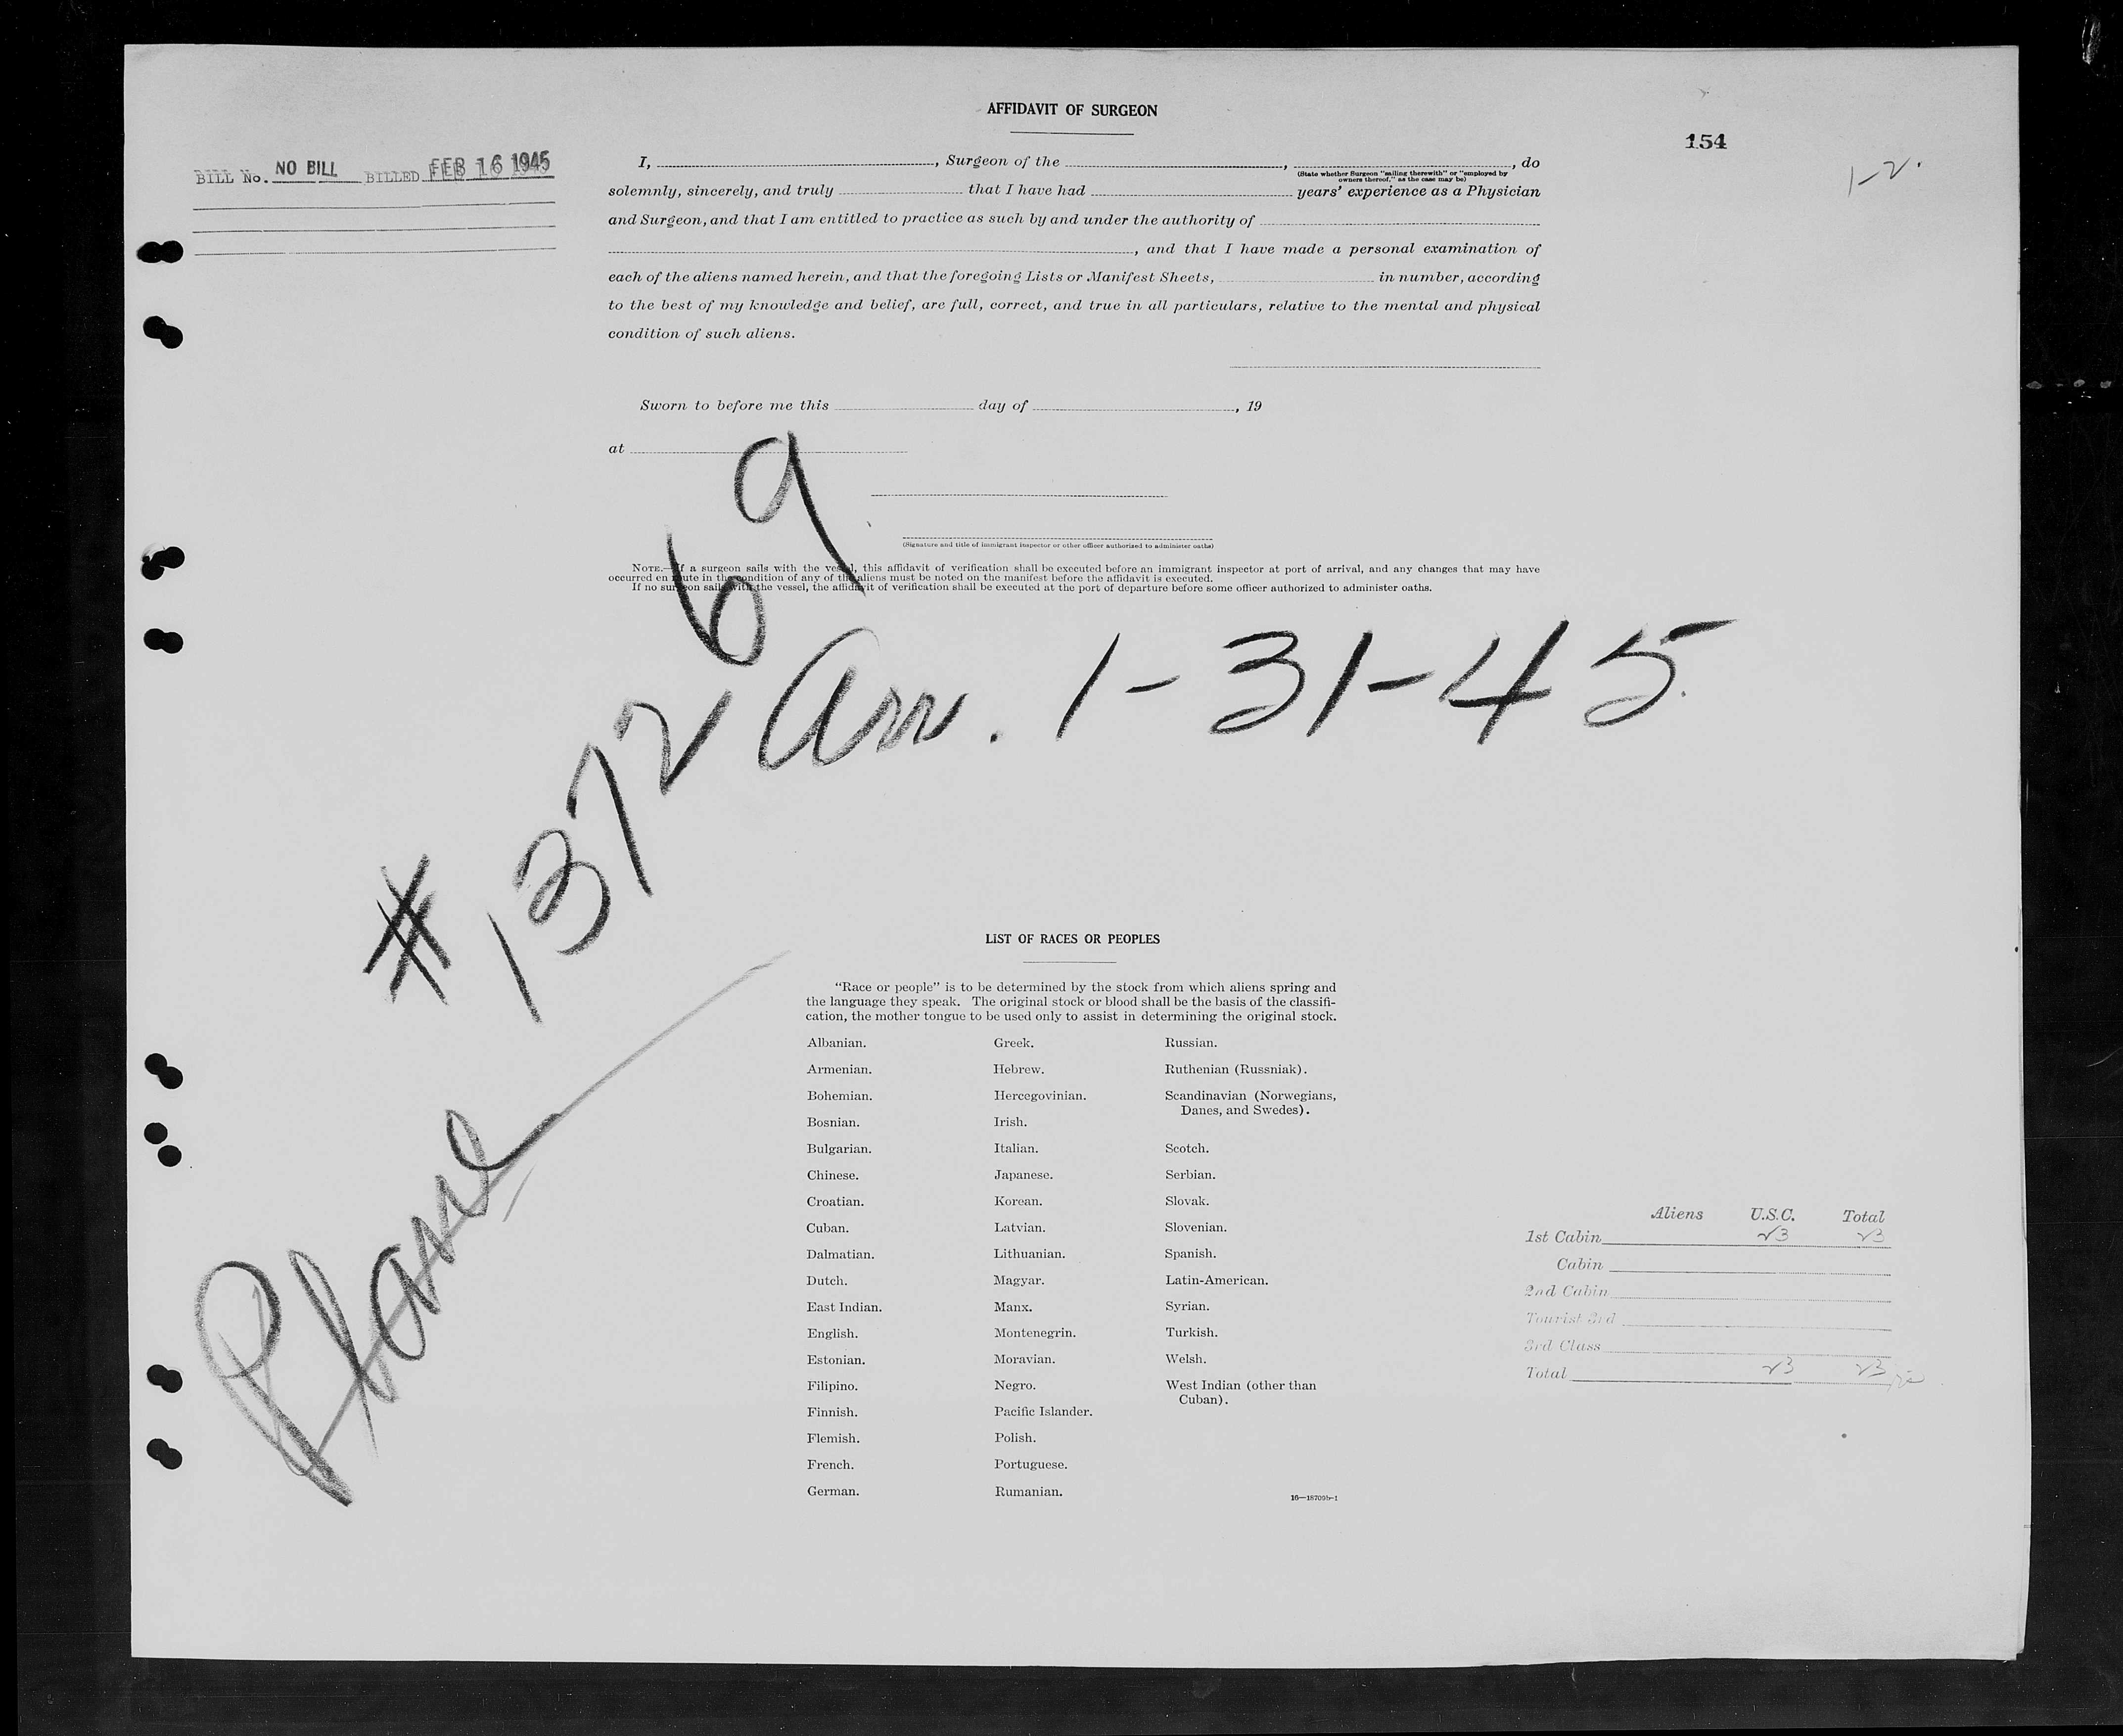 AFFIDAVIT OF SURGEON
154
1-2.
BILL No. NO BILL BILLED FEB 16 1945
I, , Surgeon of the , , do
(State whether Surgeon "sailing therewith" or "employed by
owners thereof," as the case may be)
solemnly, sincerely, and truly that I have had years' experience as a Physician
and Surgeon, and that I am entitled to practice as such by and under the authority of
, and that I have made a personal examination of
each of the aliens named herein, and that the foregoing Lists or Manifest Sheets, in number, according
to the best of my knowledge and belief, are full, correct, and true in all particulars, relative to the mental and physical
condition of such aliens.
Sworn to before me this day of , 19
at
(Signature and title of immigrant inspector or other officer authorized to administer oaths)
NOTE.—If a surgeon sails with the vessel, this affidavit of verification shall be executed before an immigrant inspector at port of arrival, and any changes that may have
occurred en route in the condition of any of the aliens must be noted on the manifest before the affidavit is executed.
If no surgeon sails with the vessel, the affidavit of verification shall be executed at the port of departure before some officer authorized to administer oaths.
Arr. 1-31-45
Plane # 137269
LIST OF RACES OR PEOPLES
"Race or people" is to be determined by the stock from which aliens spring and
the language they speak. The original stock or blood shall be the basis of the classifi-
cation, the mother tongue to be used only to assist in determining the original stock.
Albanian.
Armenian.
Bohemian.
Bosnian.
Bulgarian.
Chinese.
Croatian.
Cuban.
Dalmatian.
Dutch.
East Indian.
English.
Estonian.
Filipino.
Finnish.
Flemish.
French.
German.
Greek.
Hebrew.
Hercegovinian.
Irish.
Italian.
Japanese.
Korean.
Latvian.
Lithuanian.
Magyar.
Manx.
Montenegrin.
Moravian.
Negro.
Pacific Islander.
Polish.
Portuguese.
Rumanian.
Russian.
Ruthenian (Russniak).
Scandinavian (Norwegians,
Danes, and Swedes).
Scotch.
Serbian.
Slovak.
Slovenian.
Spanish.
Latin-American.
Syrian.
Turkish.
Welsh.
West Indian (other than
Cuban).
16—18709b-1
Aliens U.S.C. Total
1st Cabin 23 23
Cabin
2nd Cabin
Tourist 3rd
3rd Class
Total 23 23